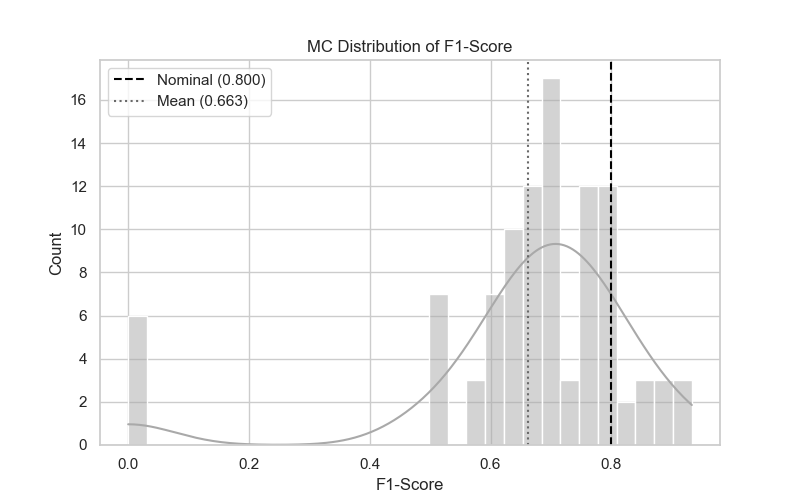 MC Distribution of F1-Score
Nominal (0.800)
Mean (0.663)
16
14
12
10
8
6
4
2
0
Count
0.0 0.2 0.4 0.6 0.8
F1-Score